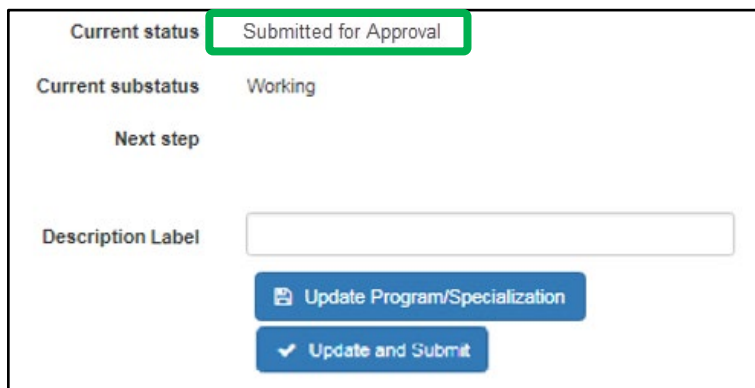 Current status Submitted for Approval
Current substatus Working
Next step
Description Label
Update Program/Specialization
Update and Submit